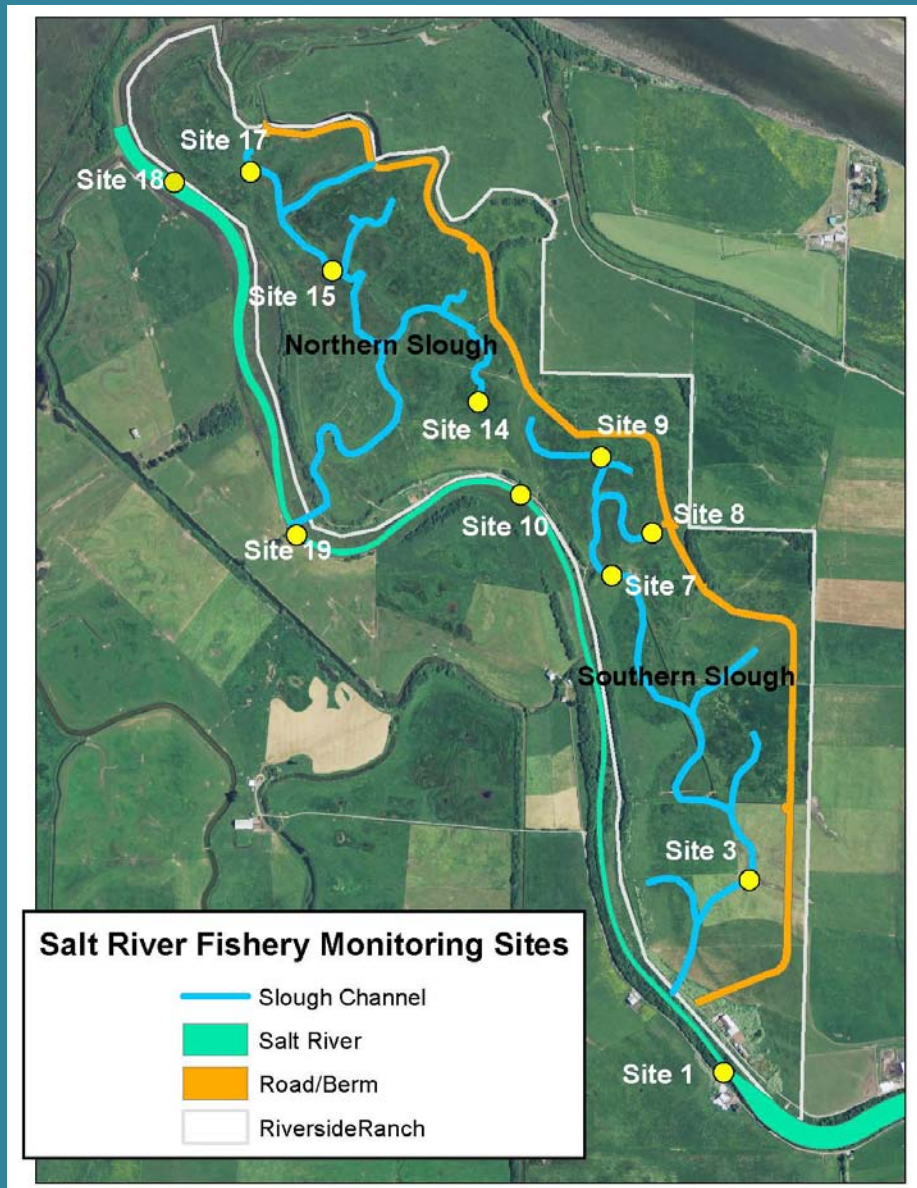 Site 17
Site 18
Site 15
Northern Slough
Site 14
Site 9
Site 10
Site 8
Site 19
Site 7
Southern Slough
Site 3
Salt River Fishery Monitoring Sites
Slough Channel
Salt River
Road/Berm
RiversideRanch
Site 1